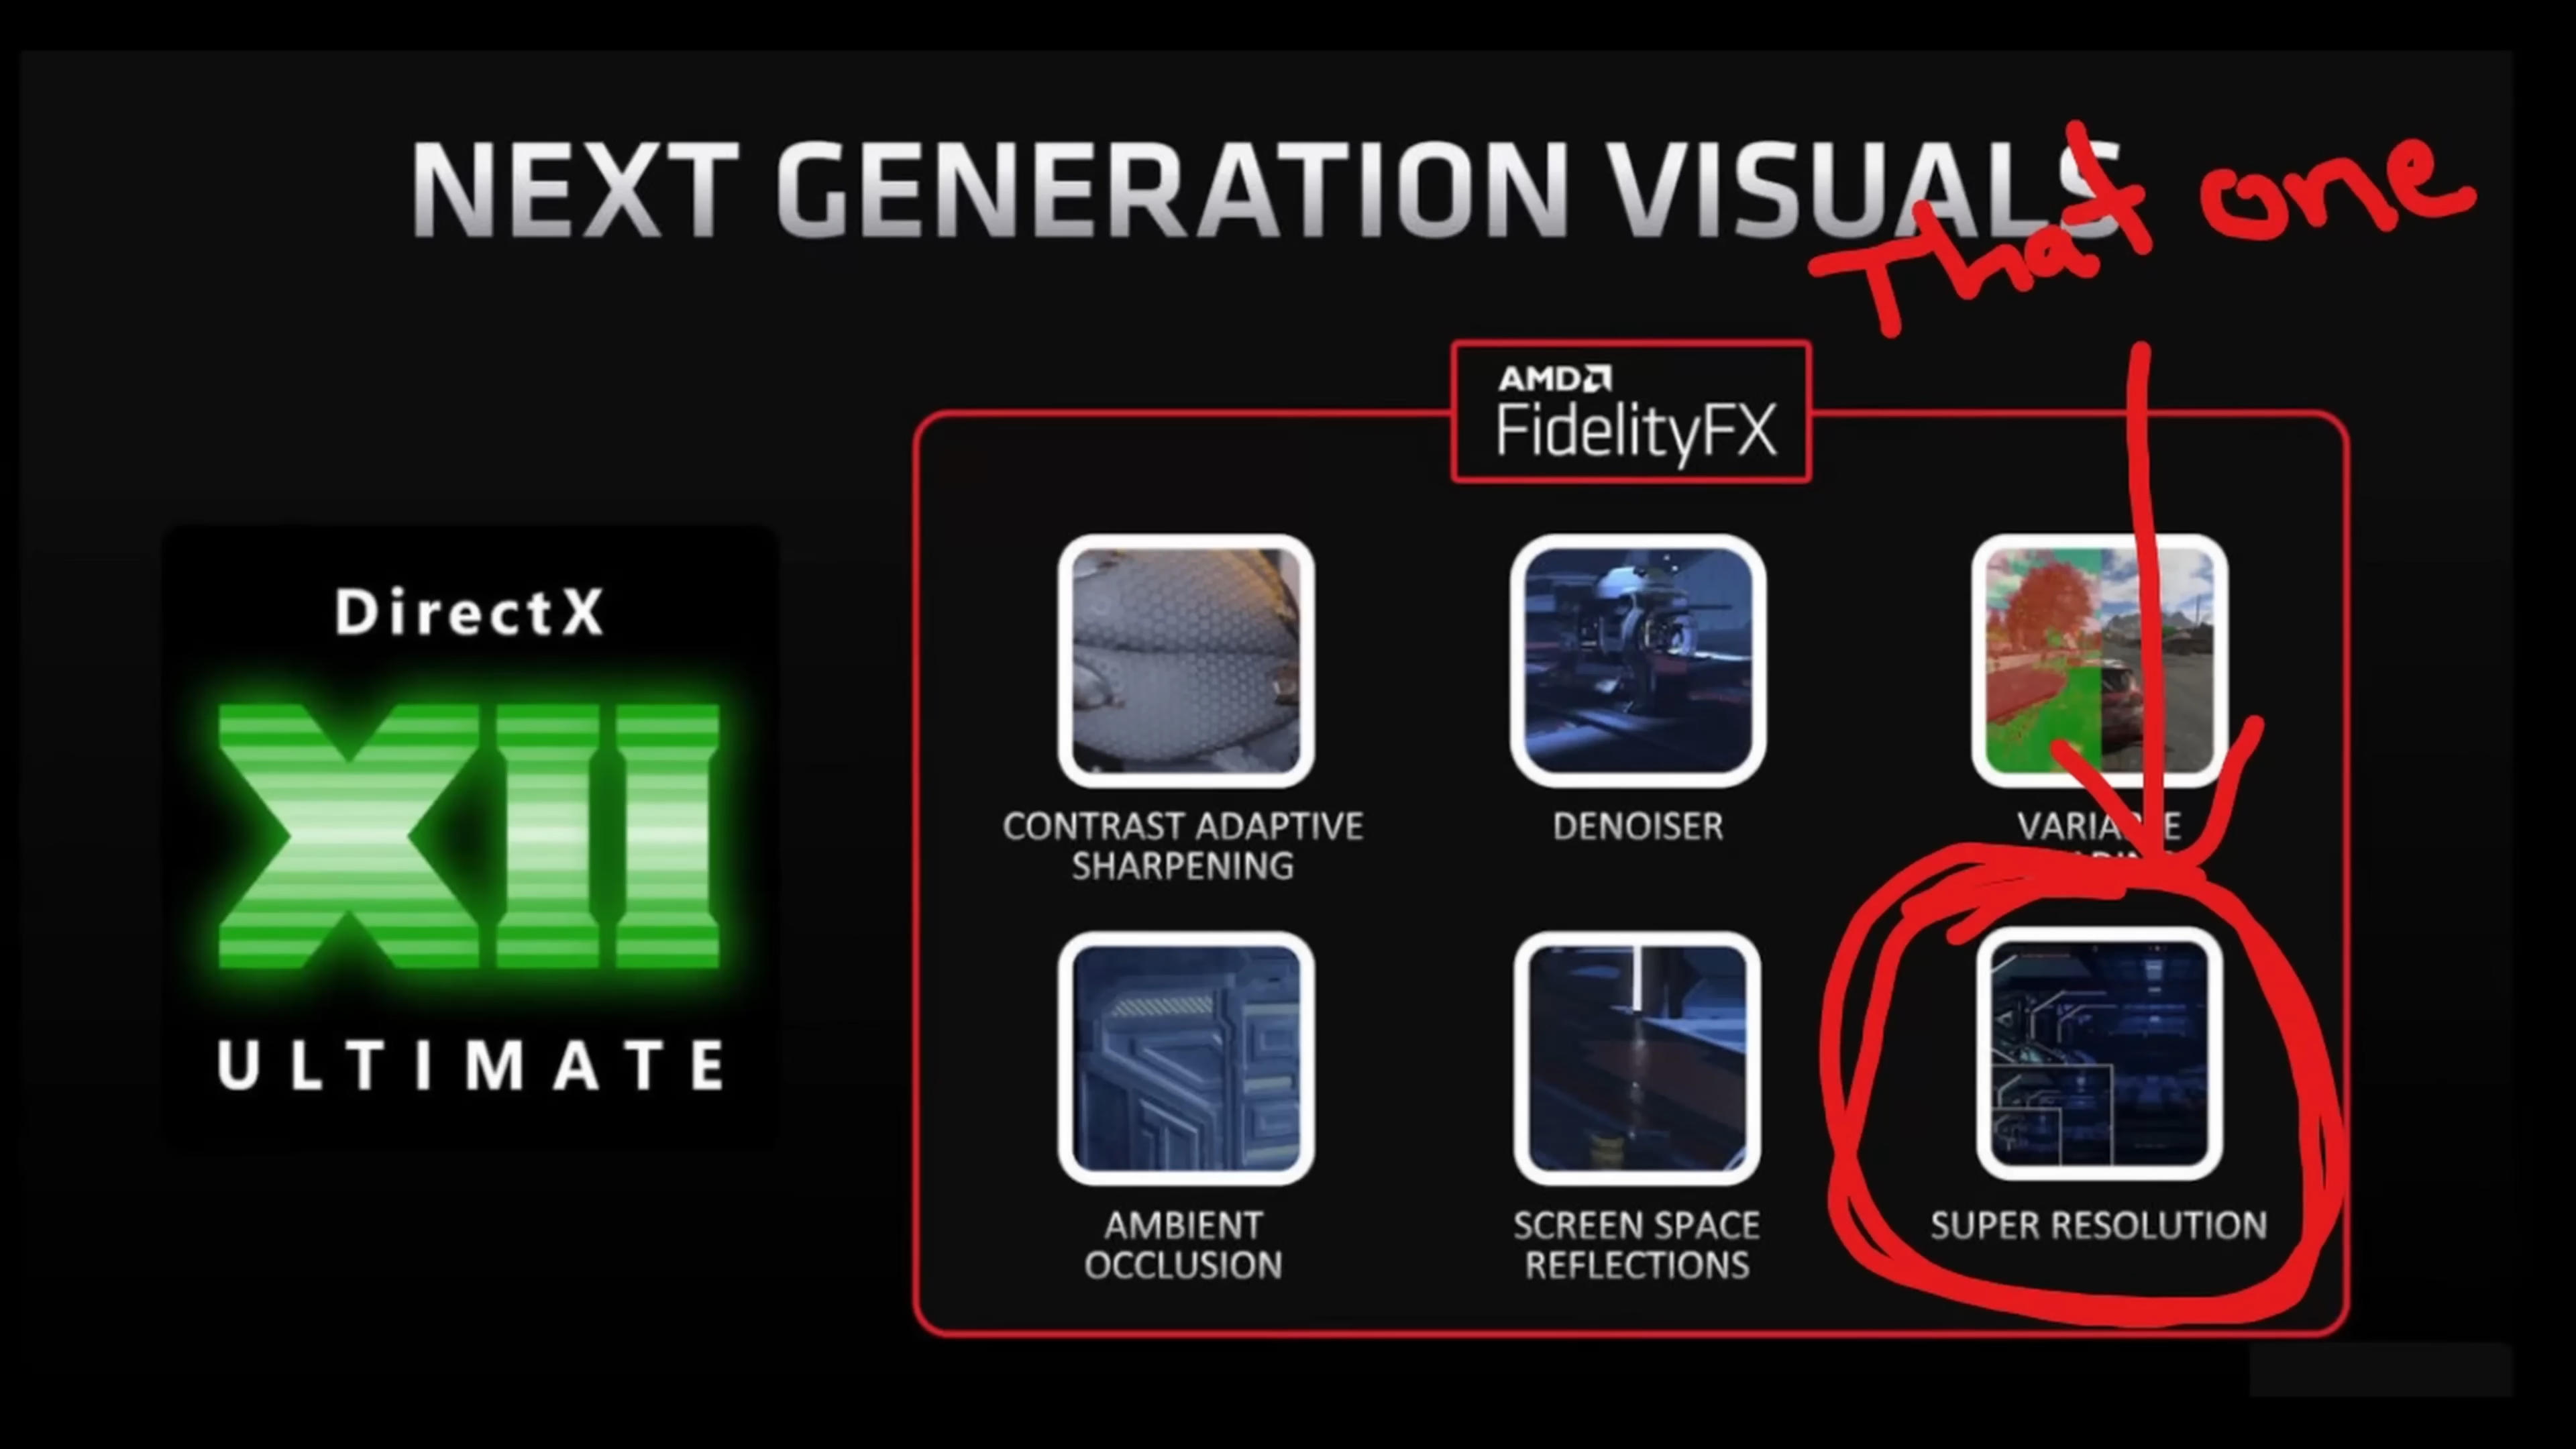 NEXT GENERATION VISUALS
That one
AMD
FidelityFX
DirectX
XII
ULTIMATE
CONTRAST ADAPTIVE
SHARPENING
DENOISER
AMBIENT
OCCLUSION
SCREEN SPACE
REFLECTIONS
SUPER RESOLUTION